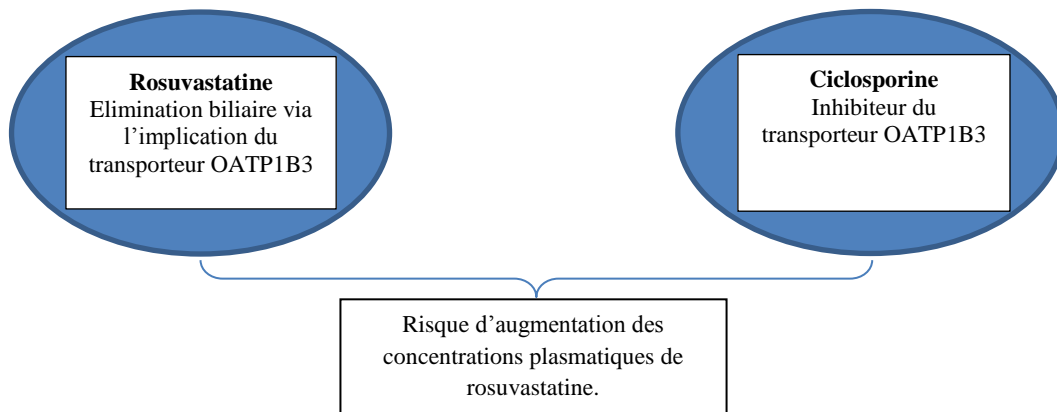 Rosuvastatine
Elimination biliaire via
l’implication du
transporteur OATP1B3
Ciclosporine
Inhibiteur du
transporteur OATP1B3
Risque d’augmentation des
concentrations plasmatiques de
rosuvastatine.